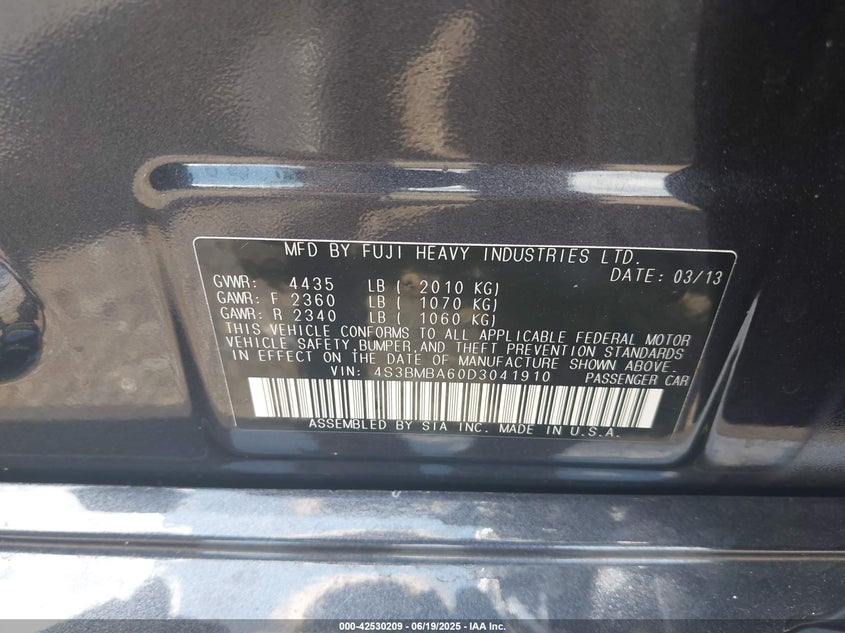 MFD BY FUJI HEAVY INDUSTRIES LTD.
DATE: 03/13
GVWR: 4435 LB ( 2010 KG)
GAWR: F 2360 LB ( 1070 KG)
GAWR: R 2340 LB ( 1060 KG)
THIS VEHICLE CONFORMS TO ALL APPLICABLE FEDERAL MOTOR
VEHICLE SAFETY,BUMPER,AND THEFT PREVENTION STANDARDS
IN EFFECT ON THE DATE OF MANUFACTURE SHOWN ABOVE.
VIN: 4S3BMBA60D3041910 PASSENGER CAR
ASSEMBLED BY SIA INC. MADE IN U.S.A.
000-42530209 - 06/19/2025 - IAA Inc.